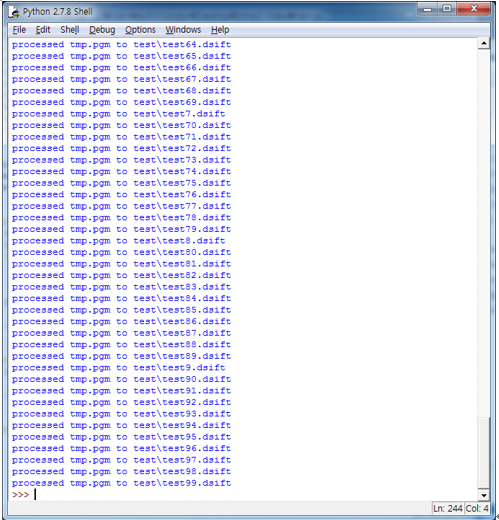 Python 2.7.8 Shell
File Edit Shell Debug Options Windows Help
processed tmp.pgm to test\test64.dsift
processed tmp.pgm to test\test65.dsift
processed tmp.pgm to test\test66.dsift
processed tmp.pgm to test\test67.dsift
processed tmp.pgm to test\test68.dsift
processed tmp.pgm to test\test69.dsift
processed tmp.pgm to test\test7.dsift
processed tmp.pgm to test\test70.dsift
processed tmp.pgm to test\test71.dsift
processed tmp.pgm to test\test72.dsift
processed tmp.pgm to test\test73.dsift
processed tmp.pgm to test\test74.dsift
processed tmp.pgm to test\test75.dsift
processed tmp.pgm to test\test76.dsift
processed tmp.pgm to test\test77.dsift
processed tmp.pgm to test\test78.dsift
processed tmp.pgm to test\test79.dsift
processed tmp.pgm to test\test8.dsift
processed tmp.pgm to test\test80.dsift
processed tmp.pgm to test\test81.dsift
processed tmp.pgm to test\test82.dsift
processed tmp.pgm to test\test83.dsift
processed tmp.pgm to test\test84.dsift
processed tmp.pgm to test\test85.dsift
processed tmp.pgm to test\test86.dsift
processed tmp.pgm to test\test87.dsift
processed tmp.pgm to test\test88.dsift
processed tmp.pgm to test\test89.dsift
processed tmp.pgm to test\test9.dsift
processed tmp.pgm to test\test90.dsift
processed tmp.pgm to test\test91.dsift
processed tmp.pgm to test\test92.dsift
processed tmp.pgm to test\test93.dsift
processed tmp.pgm to test\test94.dsift
processed tmp.pgm to test\test95.dsift
processed tmp.pgm to test\test96.dsift
processed tmp.pgm to test\test97.dsift
processed tmp.pgm to test\test98.dsift
processed tmp.pgm to test\test99.dsift
>>>
Ln: 244 Col: 4